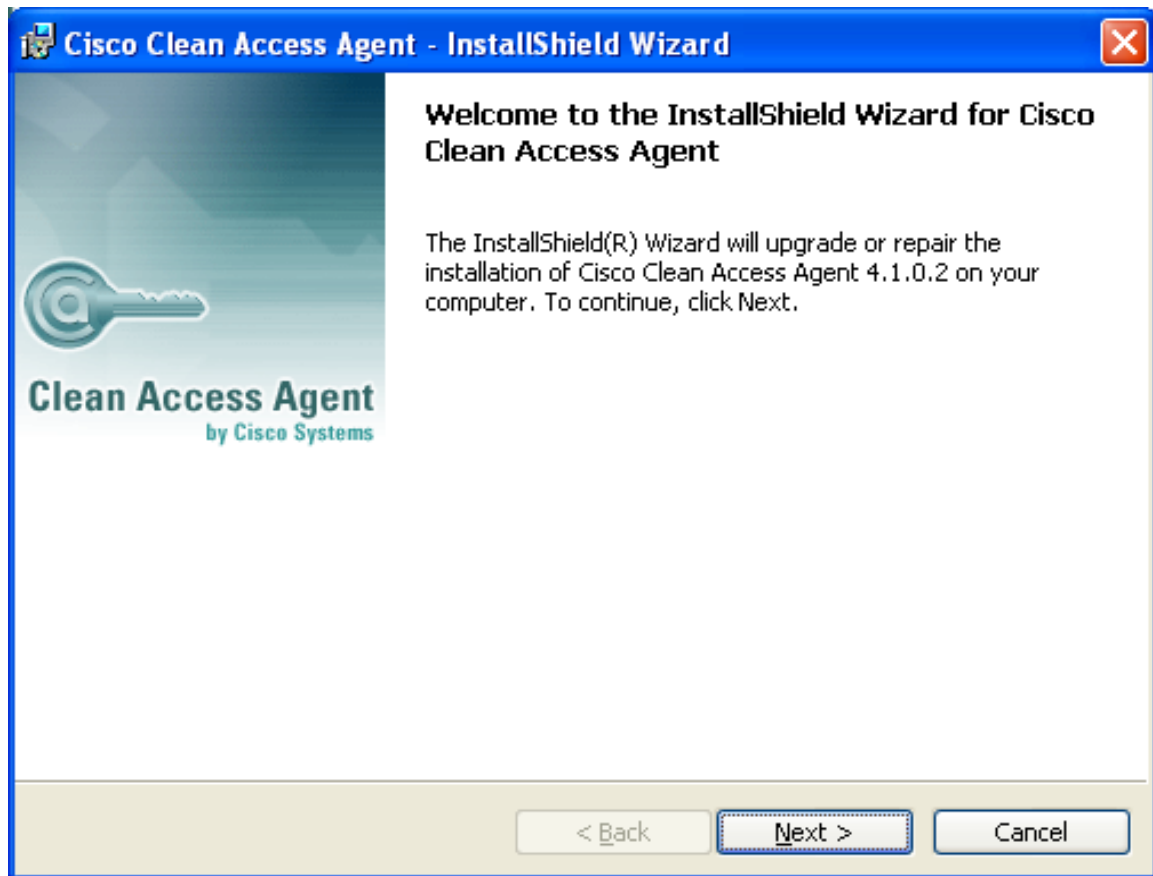 Cisco Clean Access Agent - InstallShield Wizard
Welcome to the InstallShield Wizard for Cisco
Clean Access Agent
The InstallShield(R) Wizard will upgrade or repair the
installation of Cisco Clean Access Agent 4.1.0.2 on your
computer. To continue, click Next.
Clean Access Agent
by Cisco Systems
< Back
Next >
Cancel